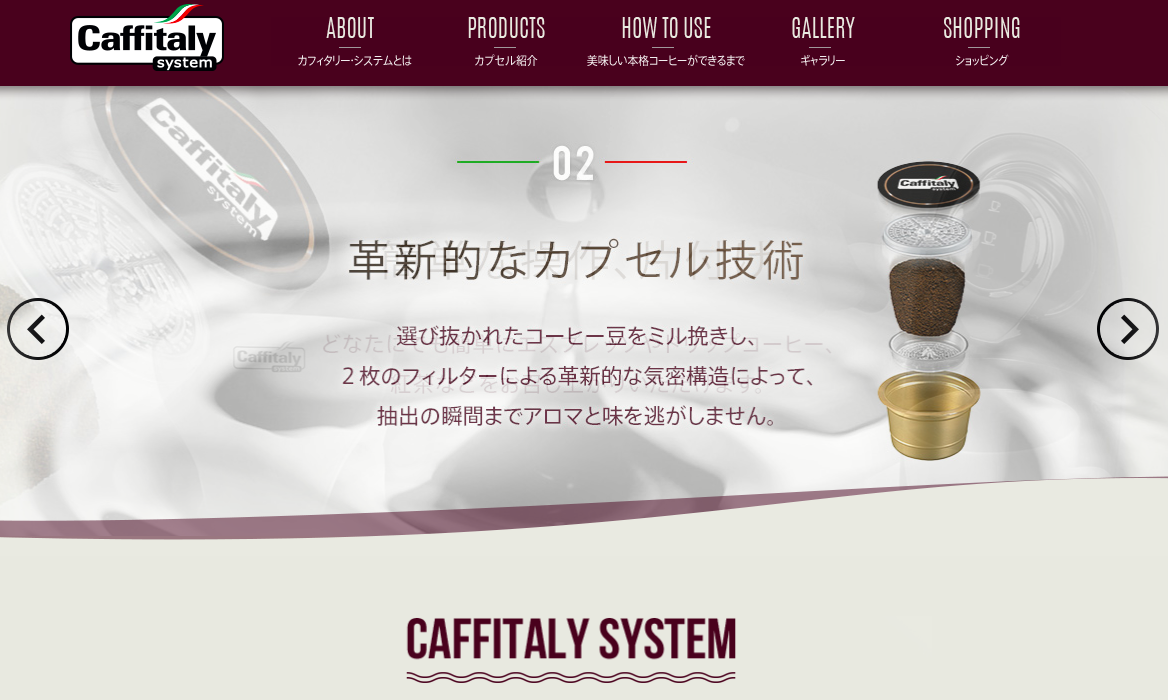 Caffitaly
system
ABOUT
カフィタリー・システムとは
PRODUCTS
カプセル紹介
HOW TO USE
美味しい本格コーヒーができるまで
GALLERY
ギャラリー
SHOPPING
ショッピング
Caffitaly
system
02
Caffitaly
system
革新的なカプセル技術
選び抜かれたコーヒー豆をミル挽きし、
2枚のフィルターによる革新的な気密構造によって、
抽出の瞬間までアロマと味を逃がしません。
Caffitaly
system
CAFFITALY SYSTEM